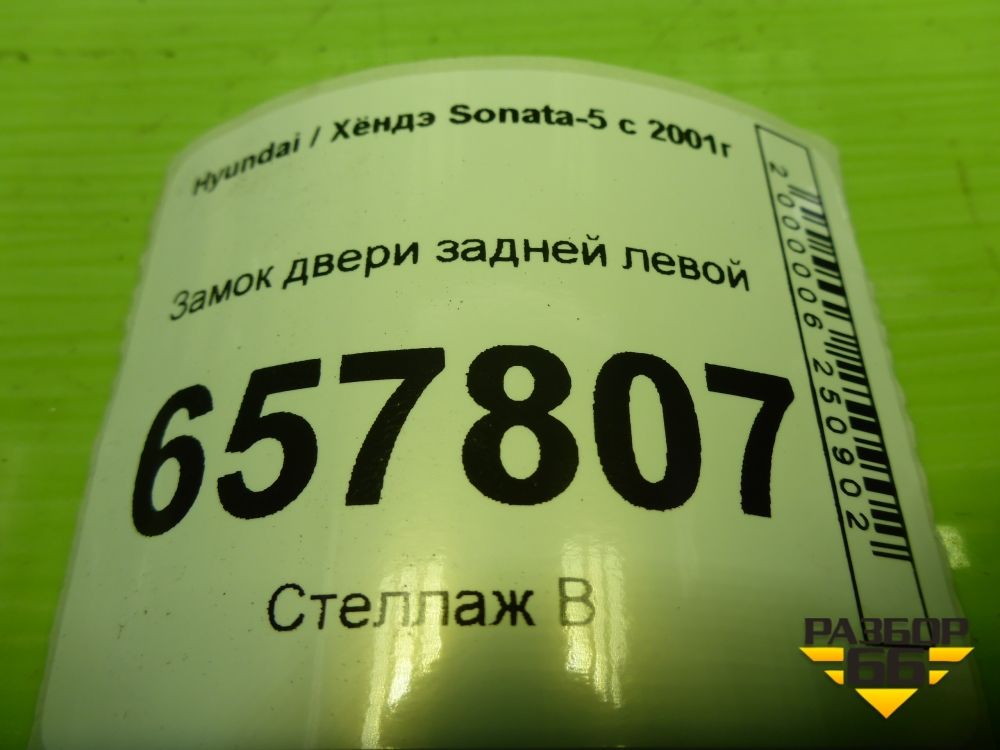 Hyundai / Хёндэ Sonata-5 с 2001г
Замок двери задней левой
657807
Стеллаж В
2000006250902
РАЗБОР
66